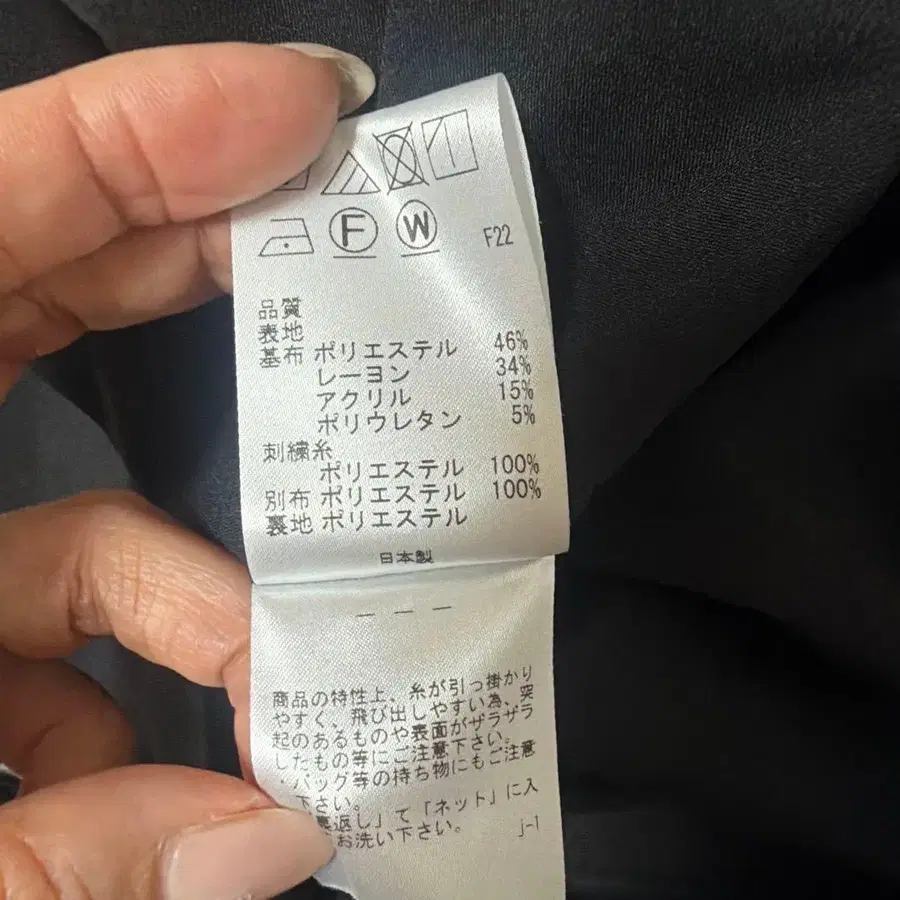 F W F22
品質
表地
基布 ポリエステル 46%
レーヨン 34%
アクリル 15%
ポリウレタン 5%
刺繍糸
ポリエステル 100%
別布 ポリエステル 100%
裏地 ポリエステル
日本製
— — —
商品の特性上、糸が引っ掛かり
やすく、飛び出しやすい為、突
起のあるものや表面がザラザラ
したもの等にご注意下さい。
・バッグ等の持ち物にもご注意
下さい。
裏返し」て「ネット」に入
お洗い下さい。 j-1